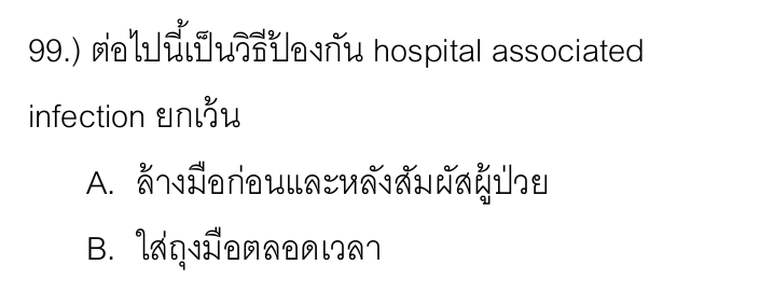 99.) ต่อไปนี้เป็นวิธีป้องกัน hospital associated
infection ยกเว้น
A. ล้างมือก่อนและหลังสัมผัสผู้ป่วย
B. ใส่ถุงมือตลอดเวลา